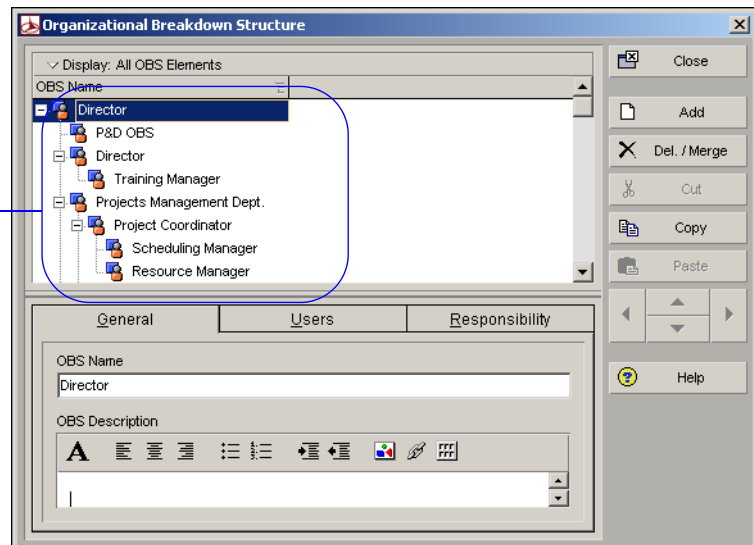 Organizational Breakdown Structure
Display: All OBS Elements
OBS Name
Director
P&D OBS
Director
Training Manager
Projects Management Dept.
Project Coordinator
Scheduling Manager
Resource Manager
Close
Add
Del. / Merge
Cut
Copy
Paste
Help
General Users Responsibility
OBS Name
Director
OBS Description
A